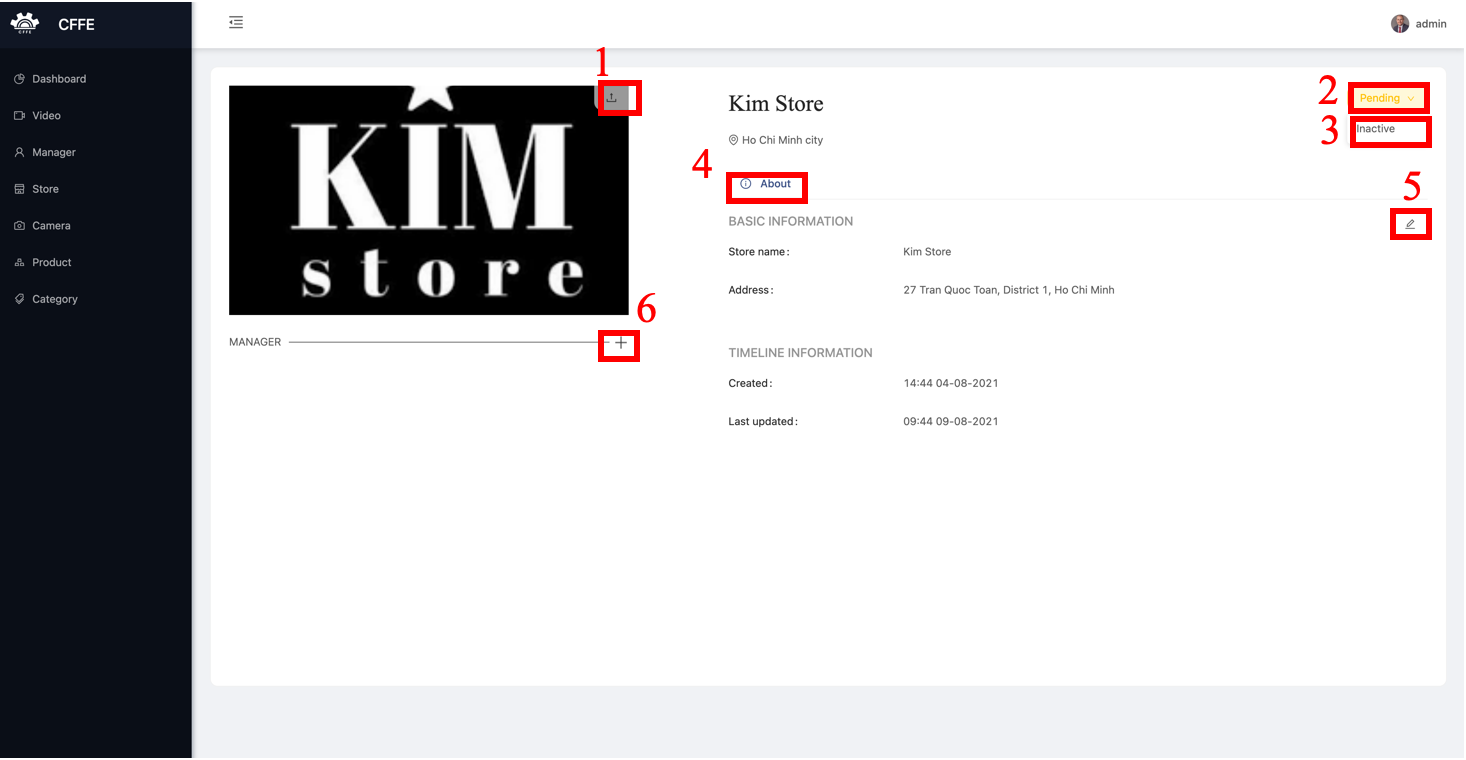 CFFE
CFFE
admin
Dashboard
Video
Manager
Store
Camera
Product
Category
1
KIM
store
6
MANAGER
Kim Store
Ho Chi Minh city
2
Pending
3
Inactive
4
About
5
BASIC INFORMATION
Store name: Kim Store
Address: 27 Tran Quoc Toan, District 1, Ho Chi Minh
TIMELINE INFORMATION
Created: 14:44 04-08-2021
Last updated: 09:44 09-08-2021